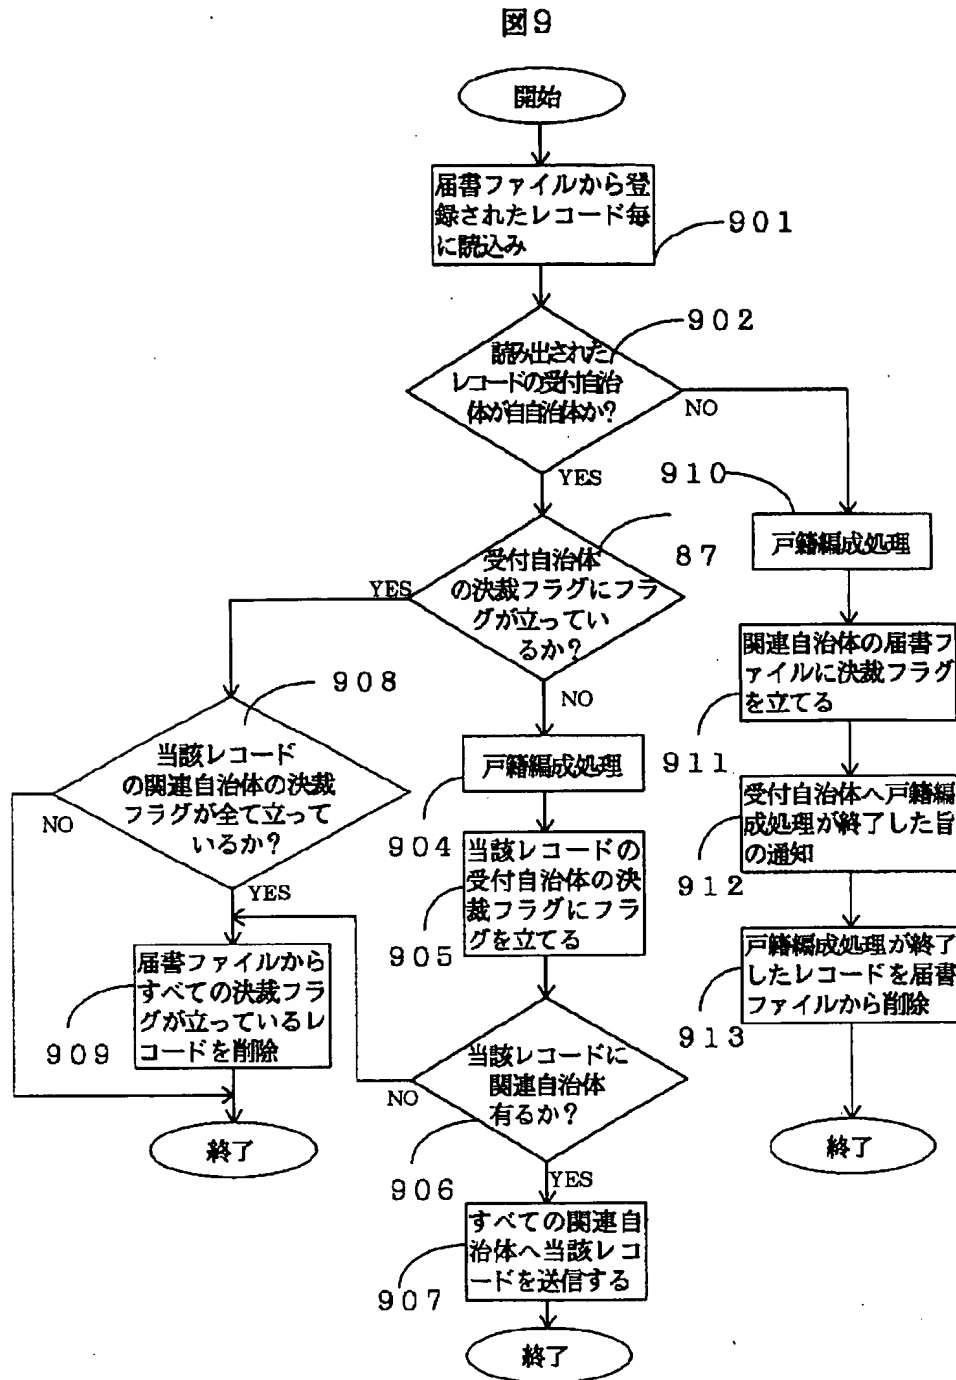 図9
開始
届書ファイルから登
録されたレコード毎
に読込み
901
902
読み出された
レコードの受付自治
体が自自治体か?
NO
YES
910
戸籍編成処理
87
受付自治体
の決裁フラグにフラ
グが立ってい
るか?
YES
NO
関連自治体の届書フ
ァイルに決裁フラグ
を立てる
911
908
当該レコード
の関連自治体の決裁
フラグが全て立って
いるか?
NO
YES
戸籍編成処理
904
受付自治体へ戸籍編
成処理が終了した旨
の通知
912
当該レコードの
受付自治体の決
裁フラグにフラ
グを立てる
905
戸籍編成処理が終了
したレコードを届書
ファイルから削除
913
届書ファイルから
すべての決裁フラ
グが立っているレ
コードを削除
909
当該レコードに
関連自治体
有るか?
NO
906
YES
終了
終了
すべての関連自
治体へ当該レコ
ードを送信する
907
終了